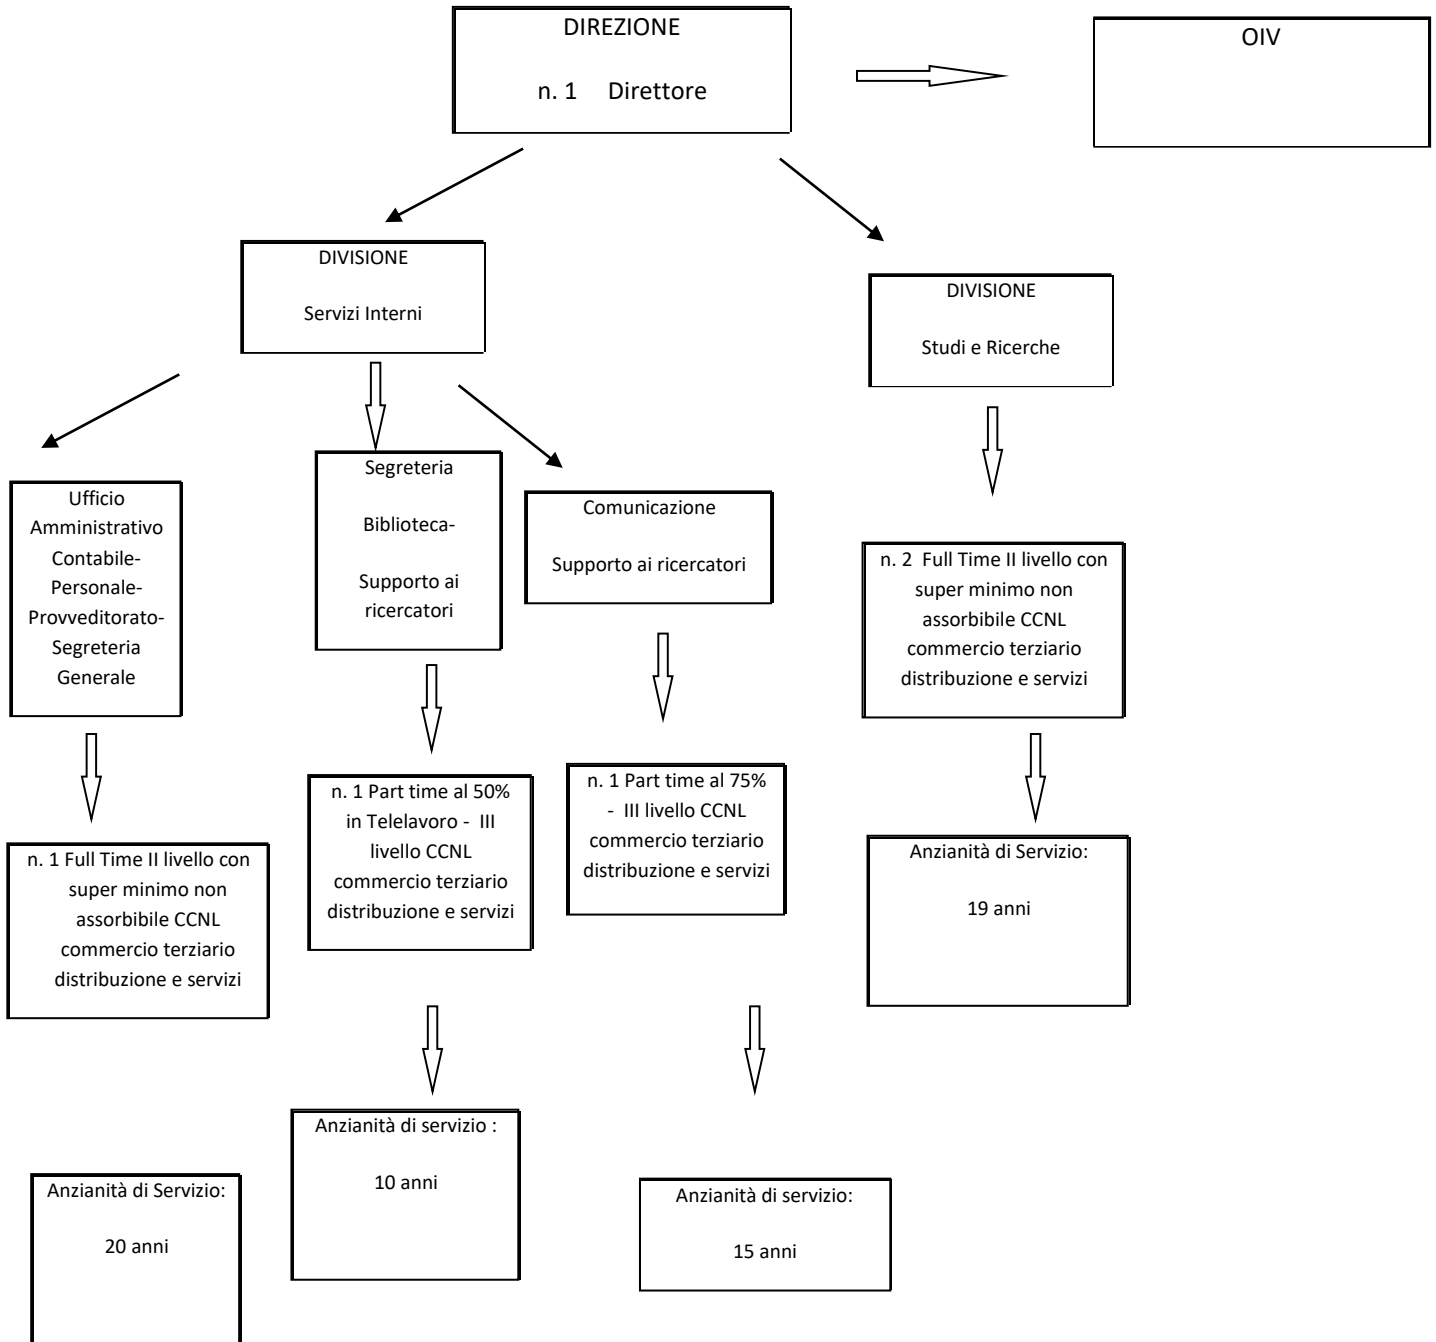 DIREZIONE
n. 1 Direttore
OIV
DIVISIONE
Servizi Interni
DIVISIONE
Studi e Ricerche
Ufficio
Amministrativo
Contabile-
Personale-
Provveditorato-
Segreteria
Generale
Segreteria
Biblioteca-
Supporto ai
ricercatori
Comunicazione
Supporto ai ricercatori
n. 2 Full Time II livello con
super minimo non
assorbibile CCNL
commercio terziario
distribuzione e servizi
n. 1 Full Time II livello con
super minimo non
assorbibile CCNL
commercio terziario
distribuzione e servizi
n. 1 Part time al 50%
in Telelavoro - III
livello CCNL
commercio terziario
distribuzione e servizi
n. 1 Part time al 75%
- III livello CCNL
commercio terziario
distribuzione e servizi
Anzianità di Servizio:
19 anni
Anzianità di Servizio:
20 anni
Anzianità di servizio :
10 anni
Anzianità di servizio:
15 anni